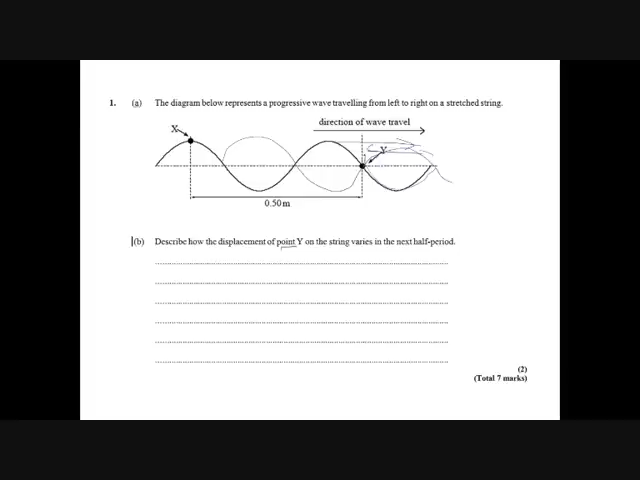 1. (a) The diagram below represents a progressive wave travelling from left to right on a stretched string.
direction of wave travel
X
Y
0.50 m
(b) Describe how the displacement of point Y on the string varies in the next half-period.
(2)
(Total 7 marks)